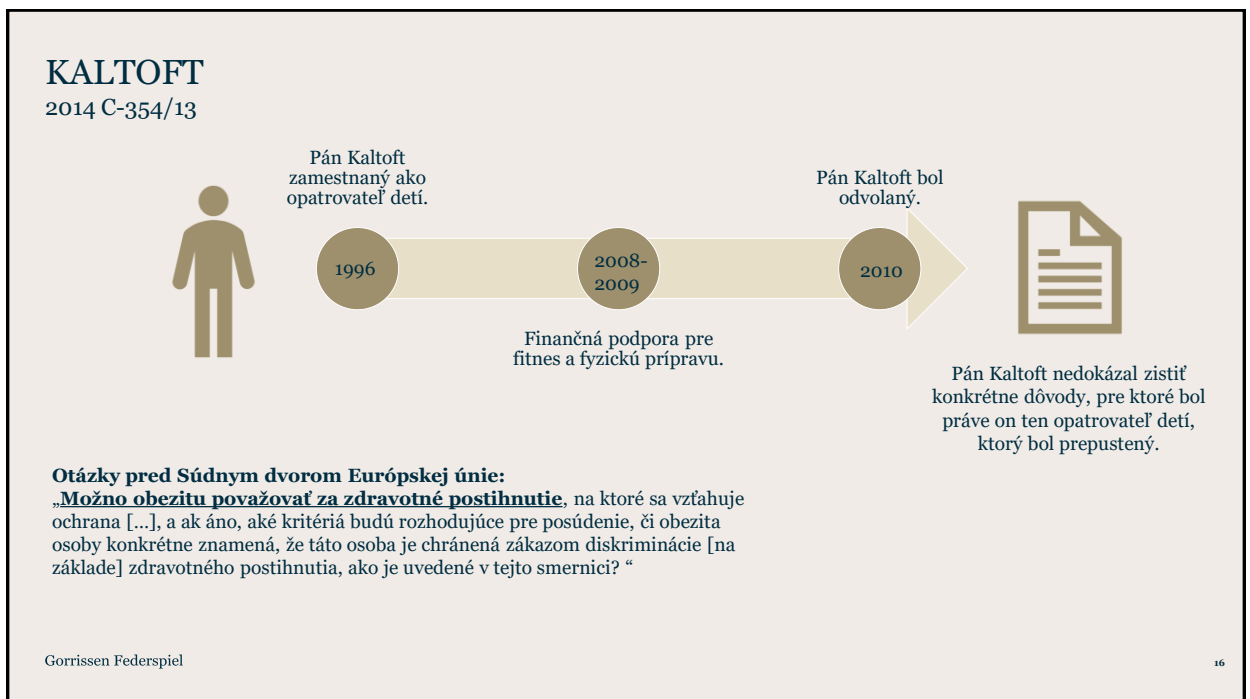 KALTOFT
2014 C-354/13
Pán Kaltoft
zamestnaný ako
opatrovateľ detí.
Pán Kaltoft bol
odvolaný.
1996
2008-
2009
2010
Finančná podpora pre
fitnes a fyzickú prípravu.
Pán Kaltoft nedokázal zistiť
konkrétne dôvody, pre ktoré bol
práve on ten opatrovateľ detí,
ktorý bol prepustený.
Otázky pred Súdnym dvorom Európskej únie:
„Možno obezitu považovať za zdravotné postihnutie, na ktoré sa vzťahuje
ochrana [...], a ak áno, aké kritériá budú rozhodujúce pre posúdenie, či obezita
osoby konkrétne znamená, že táto osoba je chránená zákazom diskriminácie [na
základe] zdravotného postihnutia, ako je uvedené v tejto smernici? “
Gorrissen Federspiel
16